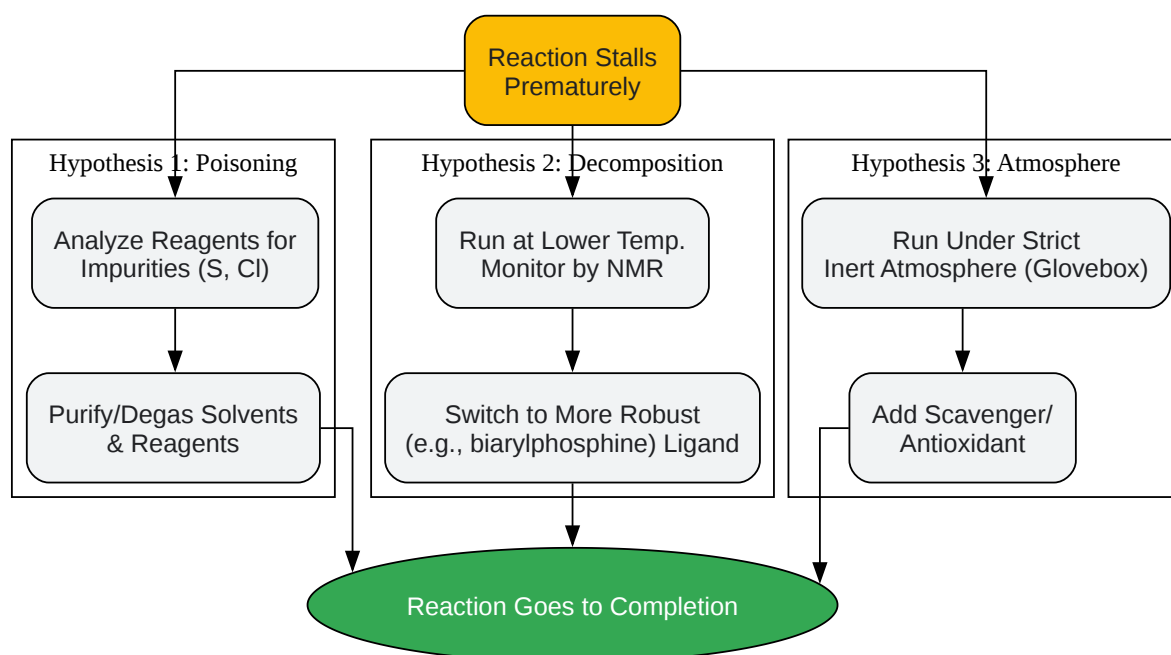 Reaction Stalls
Prematurely
Hypothesis 1: Poisoning
Analyze Reagents for
Impurities (S, Cl)
Purify/Degas Solvents
& Reagents
Hypothesis 2: Decomposition
Run at Lower Temp.
Monitor by NMR
Switch to More Robust
(e.g., biarylphosphine) Ligand
Hypothesis 3: Atmosphere
Run Under Strict
Inert Atmosphere (Glovebox)
Add Scavenger/
Antioxidant
Reaction Goes to Completion